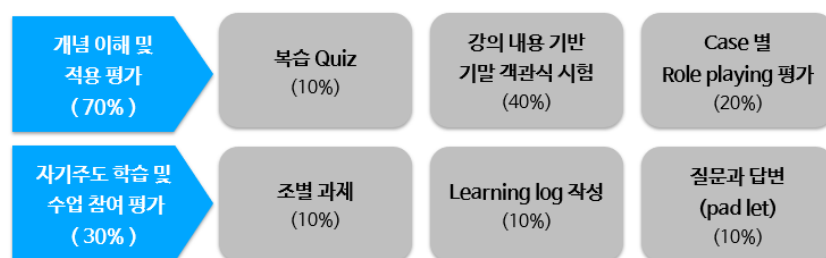 개념 이해 및
적용 평가
( 70% )
복습 Quiz
(10%)
강의 내용 기반
기말 객관식 시험
(40%)
Case 별
Role playing 평가
(20%)
자기주도 학습 및
수업 참여 평가
( 30% )
조별 과제
(10%)
Learning log 작성
(10%)
질문과 답변
(pad let)
(10%)